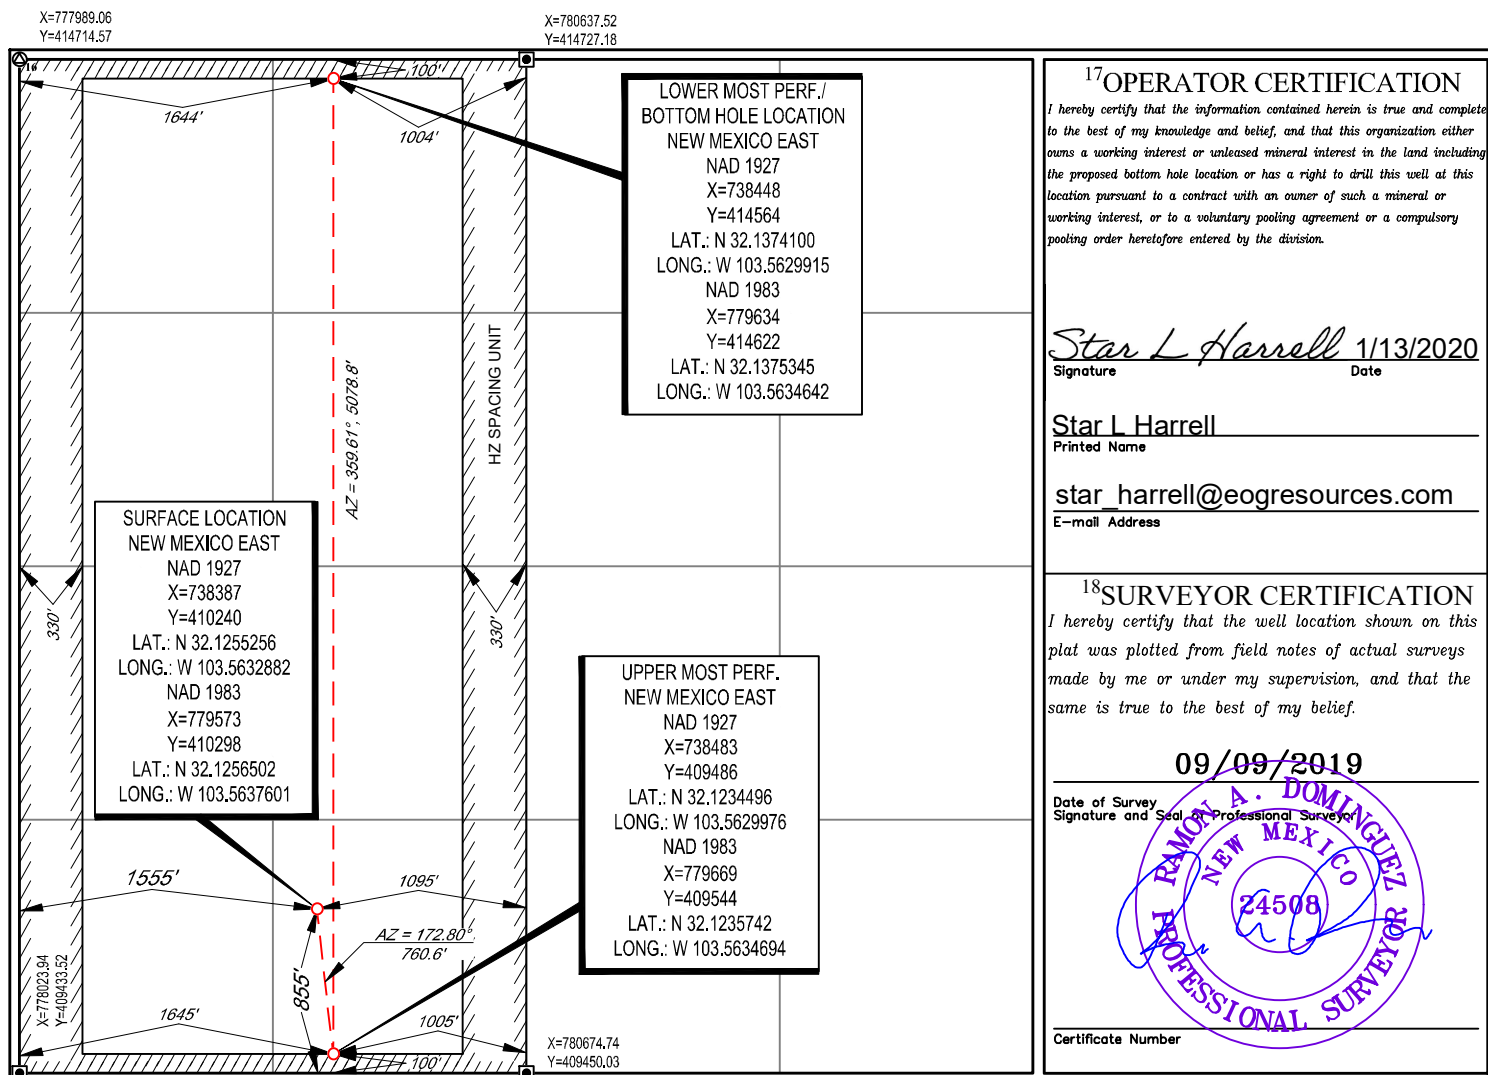 X=777989.06
Y=414714.57
X=780637.52
Y=414727.18
16
100'
1644'
1004'
LOWER MOST PERF./
BOTTOM HOLE LOCATION
NEW MEXICO EAST
NAD 1927
X=738448
Y=414564
LAT.: N 32.1374100
LONG.: W 103.5629915
NAD 1983
X=779634
Y=414622
LAT.: N 32.1375345
LONG.: W 103.5634642
AZ = 359.61°, 5078.8'
HZ SPACING UNIT
330'
330'
SURFACE LOCATION
NEW MEXICO EAST
NAD 1927
X=738387
Y=410240
LAT.: N 32.1255256
LONG.: W 103.5632882
NAD 1983
X=779573
Y=410298
LAT.: N 32.1256502
LONG.: W 103.5637601
UPPER MOST PERF.
NEW MEXICO EAST
NAD 1927
X=738483
Y=409486
LAT.: N 32.1234496
LONG.: W 103.5629976
NAD 1983
X=779669
Y=409544
LAT.: N 32.1235742
LONG.: W 103.5634694
1555'
1095'
AZ = 172.80°
760.6'
855'
X=778023.94
Y=409433.52
1645'
1005'
100'
X=780674.74
Y=409450.03
17OPERATOR CERTIFICATION
I hereby certify that the information contained herein is true and complete
to the best of my knowledge and belief, and that this organization either
owns a working interest or unleased mineral interest in the land including
the proposed bottom hole location or has a right to drill this well at this
location pursuant to a contract with an owner of such a mineral or
working interest, or to a voluntary pooling agreement or a compulsory
pooling order heretofore entered by the division.
Star L Harrell 1/13/2020
Signature Date
Star L Harrell
Printed Name
star_harrell@eogresources.com
E-mail Address
18SURVEYOR CERTIFICATION
I hereby certify that the well location shown on this
plat was plotted from field notes of actual surveys
made by me or under my supervision, and that the
same is true to the best of my belief.
09/09/2019
Date of Survey
Signature and Seal of Professional Surveyor
RAMON A. DOMINGUEZ
NEW MEXICO
24508
PROFESSIONAL SURVEYOR
Certificate Number